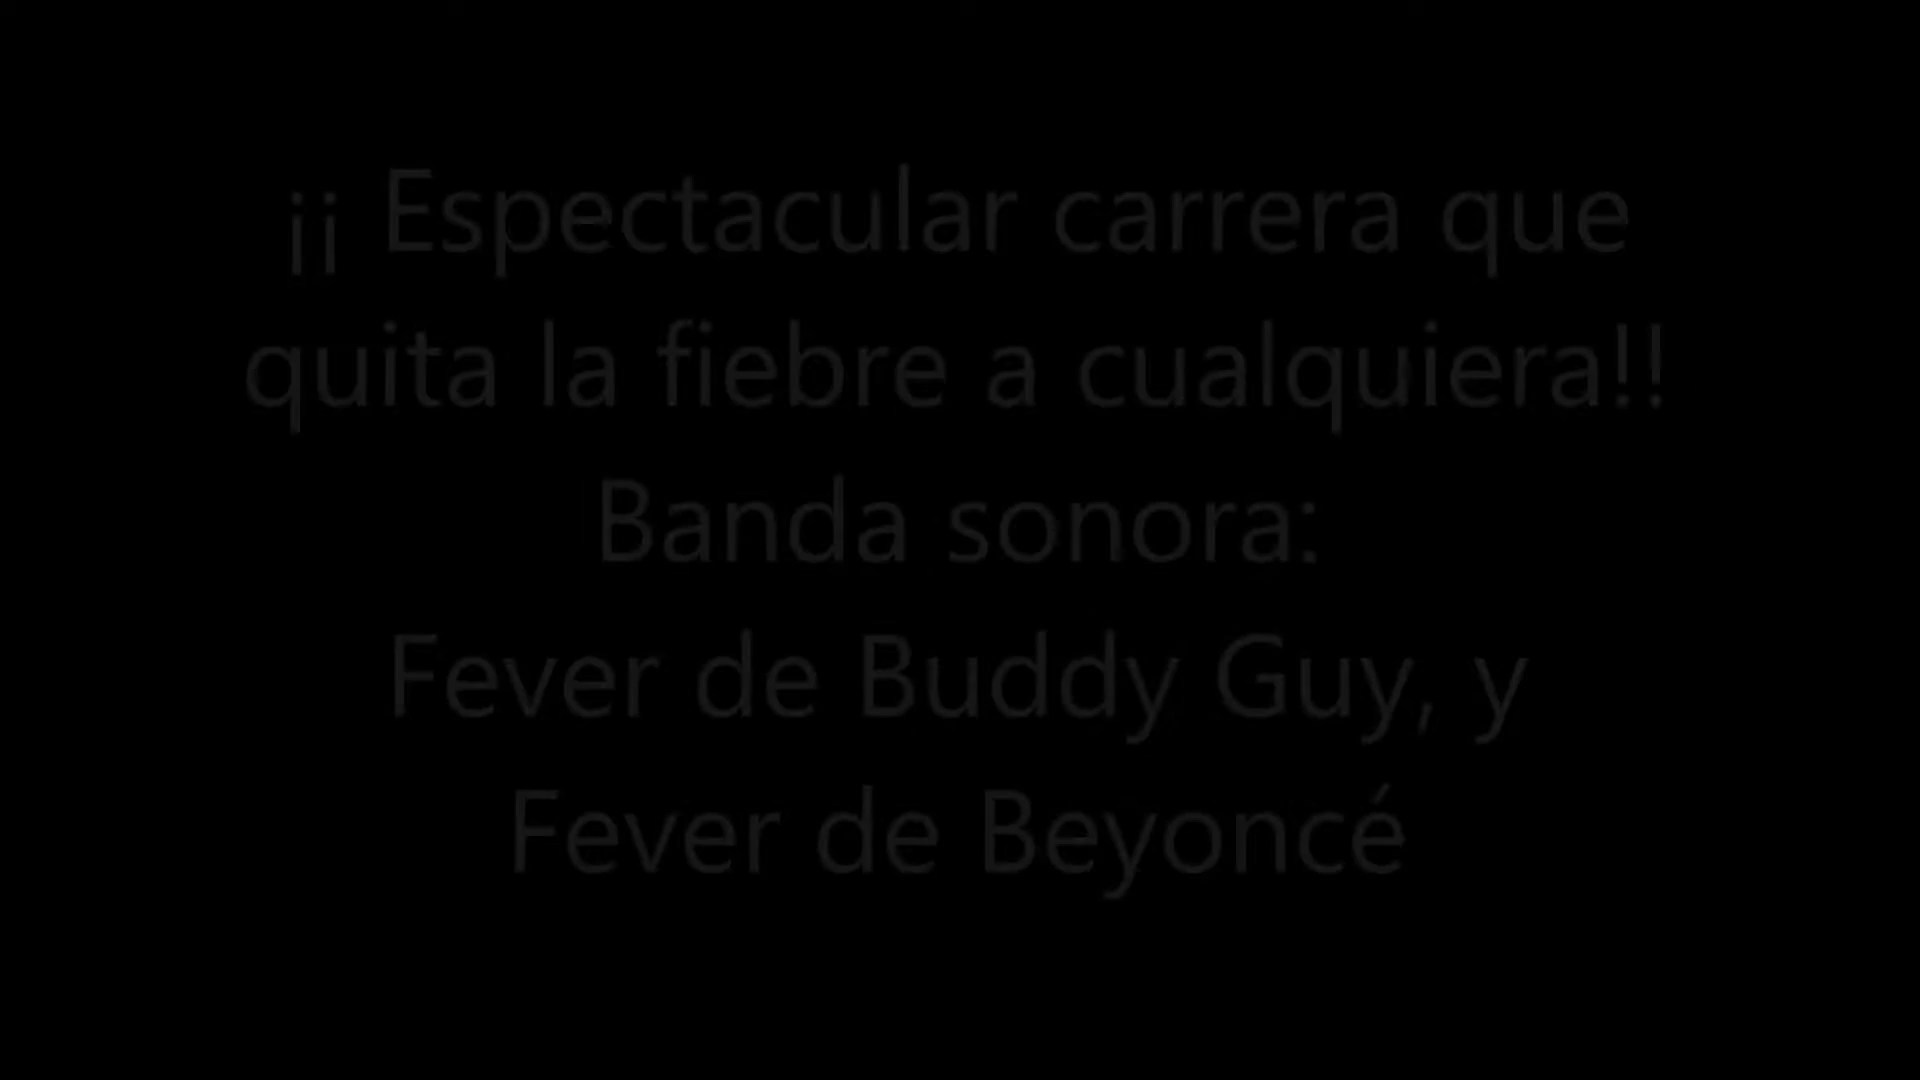 ¡¡ Espectacular carrera que
quita la fiebre a cualquiera!!
Banda sonora:
Fever de Buddy Guy, y
Fever de Beyoncé